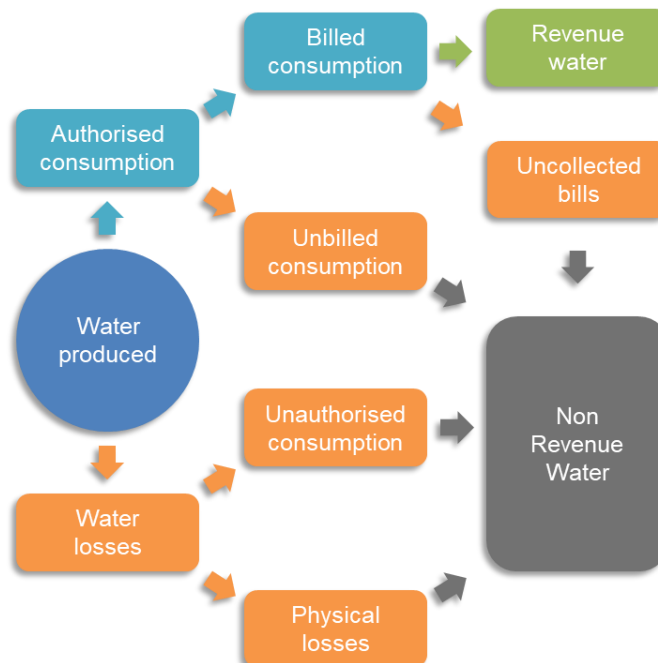 Billed
consumption
Revenue
water
Authorised
consumption
Uncollected
bills
Unbilled
consumption
Water
produced
Unauthorised
consumption
Non
Revenue
Water
Water
losses
Physical
losses